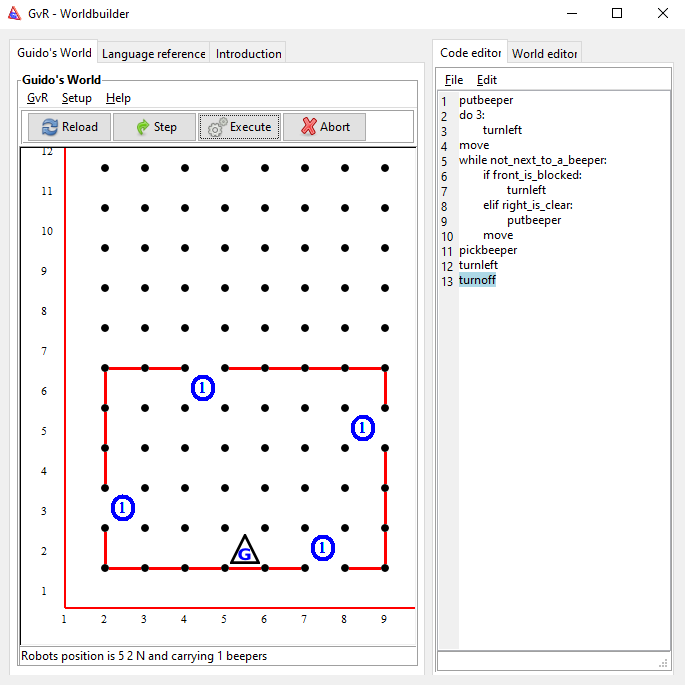 GvR - Worldbuilder
Guido's World Language reference Introduction
Guido's World
GvR Setup Help
Reload Step Execute Abort
12
11
10
9
8
7
6
5
4
3
2
1
1 1 1 1
G
1 2 3 4 5 6 7 8 9
Robots position is 5 2 N and carrying 1 beepers
Code editor World editor
File Edit
1 putbeeper
2 do 3:
3 turnleft
4 move
5 while not_next_to_a_beeper:
6 if front_is_blocked:
7 turnleft
8 elif right_is_clear:
9 putbeeper
10 move
11 pickbeeper
12 turnleft
13 turnoff